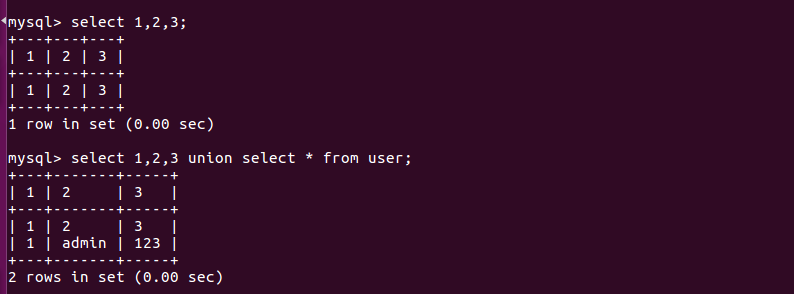 mysql> select 1,2,3;
+---+---+---+
| 1 | 2 | 3 |
+---+---+---+
| 1 | 2 | 3 |
+---+---+---+
1 row in set (0.00 sec)
mysql> select 1,2,3 union select * from user;
+---+-------+-----+
| 1 | 2     | 3   |
+---+-------+-----+
| 1 | 2     | 3   |
| 1 | admin | 123 |
+---+-------+-----+
2 rows in set (0.00 sec)